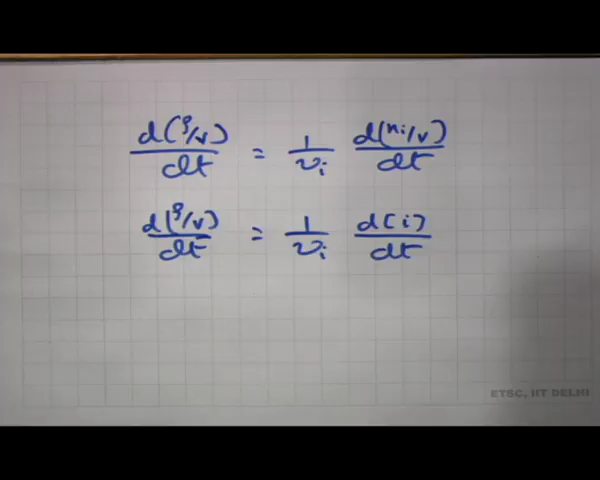 d(ξ/v)/dt = 1/νi d(ni/v)/dt
d(ξ/v)/dt = 1/νi d[i]/dt
ETSC, IIT DELHI